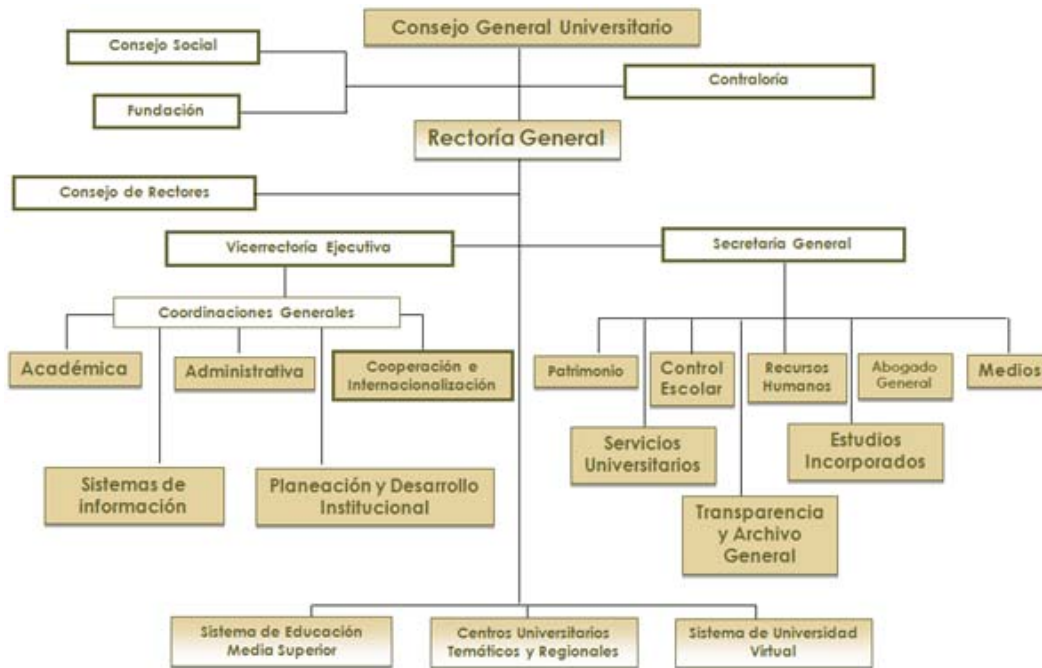 Consejo General Universitario
Consejo Social
Contraloría
Fundación
Rectoría General
Consejo de Rectores
Vicerrectoría Ejecutiva
Secretaría General
Coordinaciones Generales
Académica
Administrativa
Cooperación e
Internacionalización
Sistemas de
información
Planeación y Desarrollo
Institucional
Patrimonio
Control
Escolar
Recursos
Humanos
Abogado
General
Medios
Servicios
Universitarios
Estudios
Incorporados
Transparencia
y Archivo
General
Sistema de Educación
Media Superior
Centros Universitarios
Temáticos y Regionales
Sistema de Universidad
Virtual